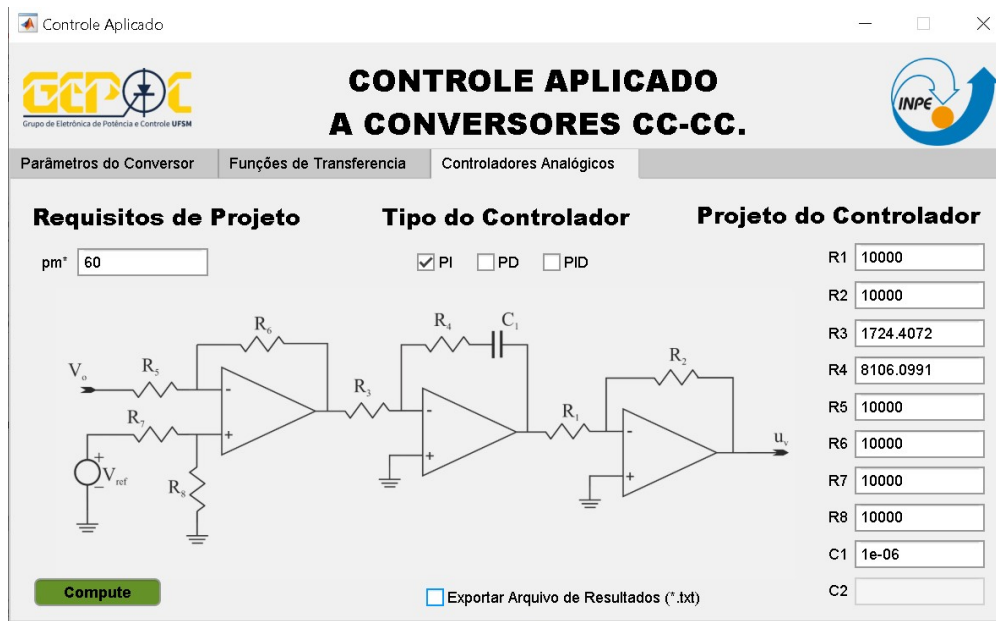 Controle Aplicado
GEPOC
Grupo de Eletrônica de Potência e Controle UFSM
CONTROLE APLICADO
A CONVERSORES CC-CC.
INPE
Parâmetros do Conversor
Funções de Transferencia
Controladores Analógicos
Requisitos de Projeto
pm* 60
Tipo do Controlador
PI PD PID
Projeto do Controlador
R1 10000
R2 10000
R3 1724.4072
R4 8106.0991
R5 10000
R6 10000
R7 10000
R8 10000
C1 1e-06
C2
R6
R4 C1
R2
Vo R5
R3
R7
R1
- - -
+ + +
uv
+
Vref
-
R8
Compute
Exportar Arquivo de Resultados (*.txt)